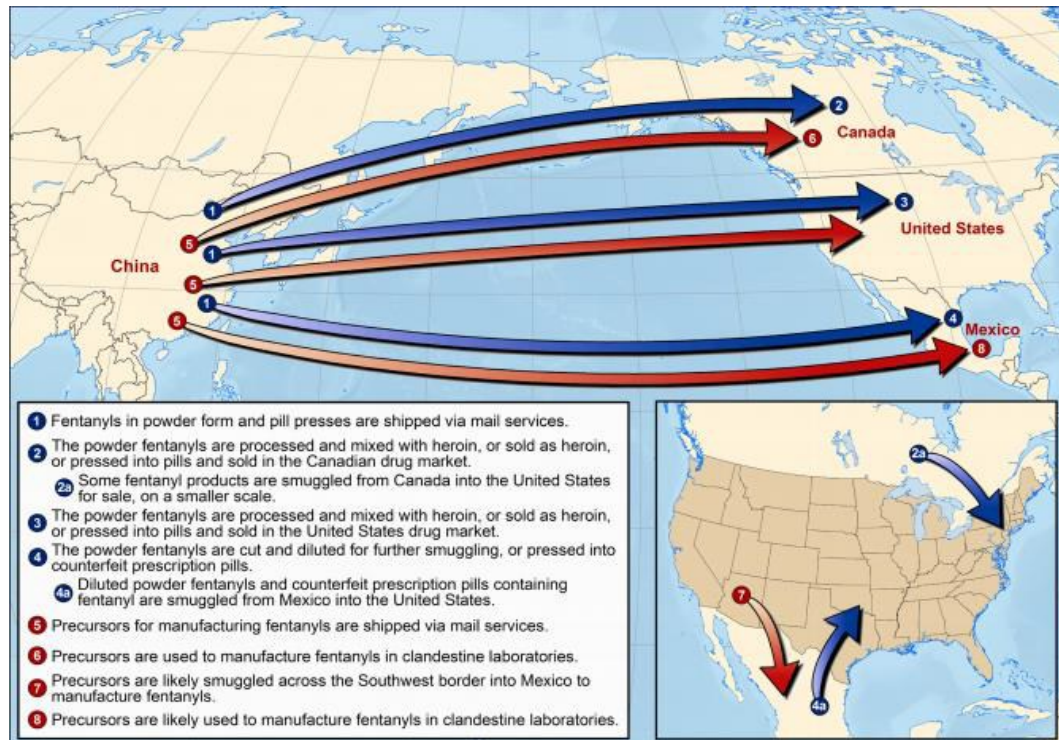 2
Canada
6
1
3
5
1
United States
China
5
1
4
5
Mexico
8
1 Fentanyls in powder form and pill presses are shipped via mail services.
2 The powder fentanyls are processed and mixed with heroin, or sold as heroin,
or pressed into pills and sold in the Canadian drug market.
2a Some fentanyl products are smuggled from Canada into the United States
for sale, on a smaller scale.
3 The powder fentanyls are processed and mixed with heroin, or sold as heroin,
or pressed into pills and sold in the United States drug market.
4 The powder fentanyls are cut and diluted for further smuggling, or pressed into
counterfeit prescription pills.
4a Diluted powder fentanyls and counterfeit prescription pills containing
fentanyl are smuggled from Mexico into the United States.
5 Precursors for manufacturing fentanyls are shipped via mail services.
6 Precursors are used to manufacture fentanyls in clandestine laboratories.
7 Precursors are likely smuggled across the Southwest border into Mexico to
manufacture fentanyls.
8 Precursors are likely used to manufacture fentanyls in clandestine laboratories.
2a
7
4a